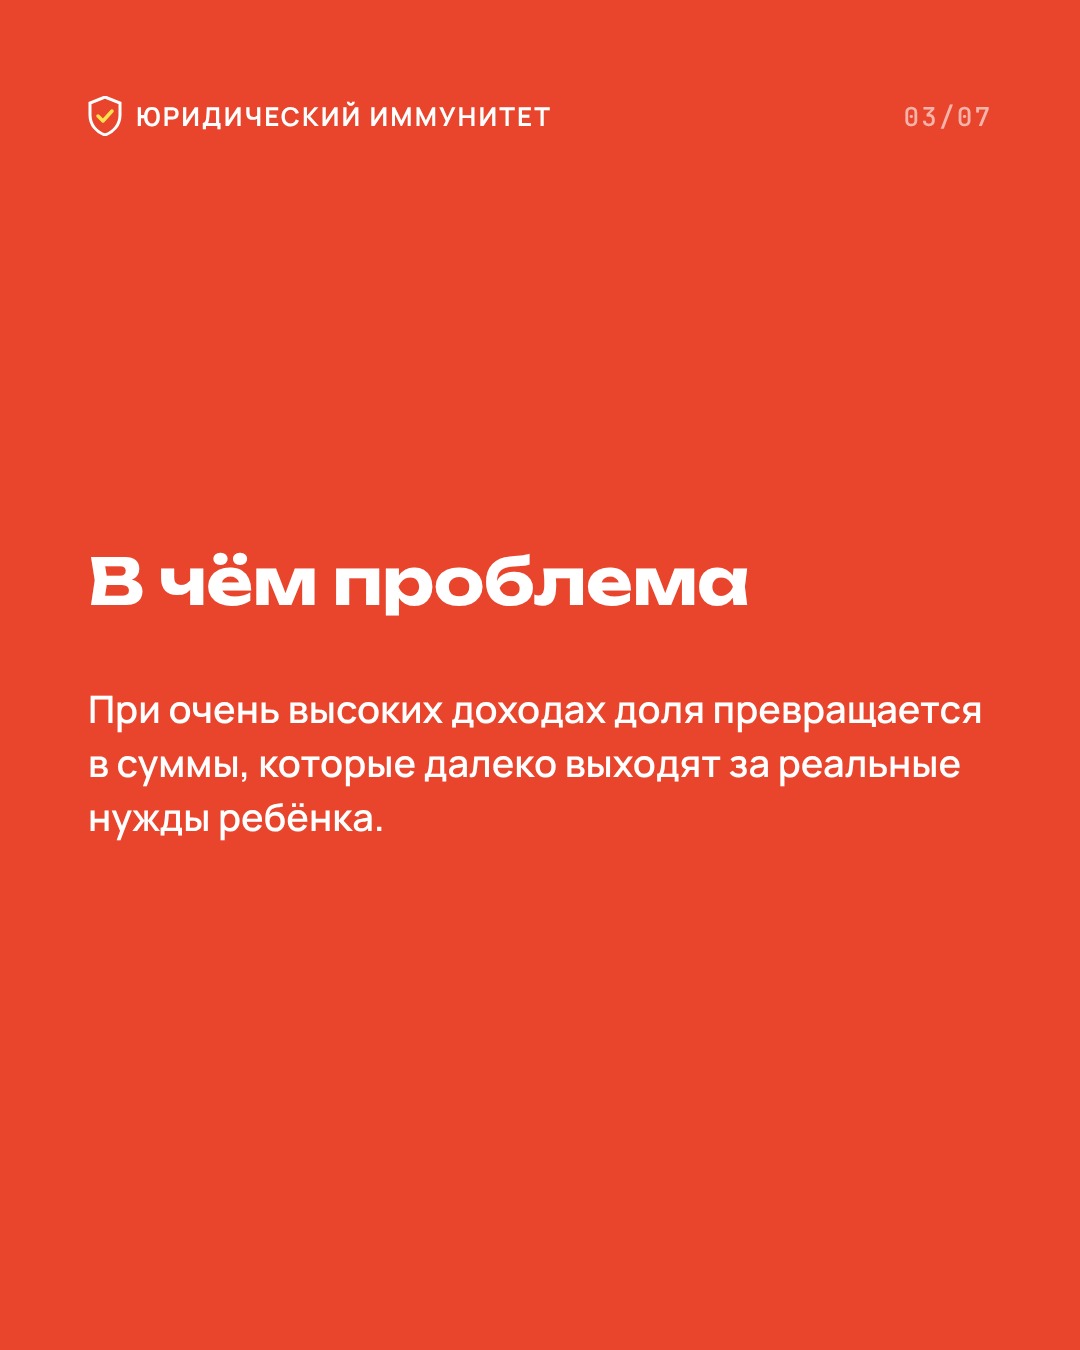 ЮРИДИЧЕСКИЙ ИММУНИТЕТ
03/07
В чём проблема
При очень высоких доходах доля превращается
в суммы, которые далеко выходят за реальные
нужды ребёнка.